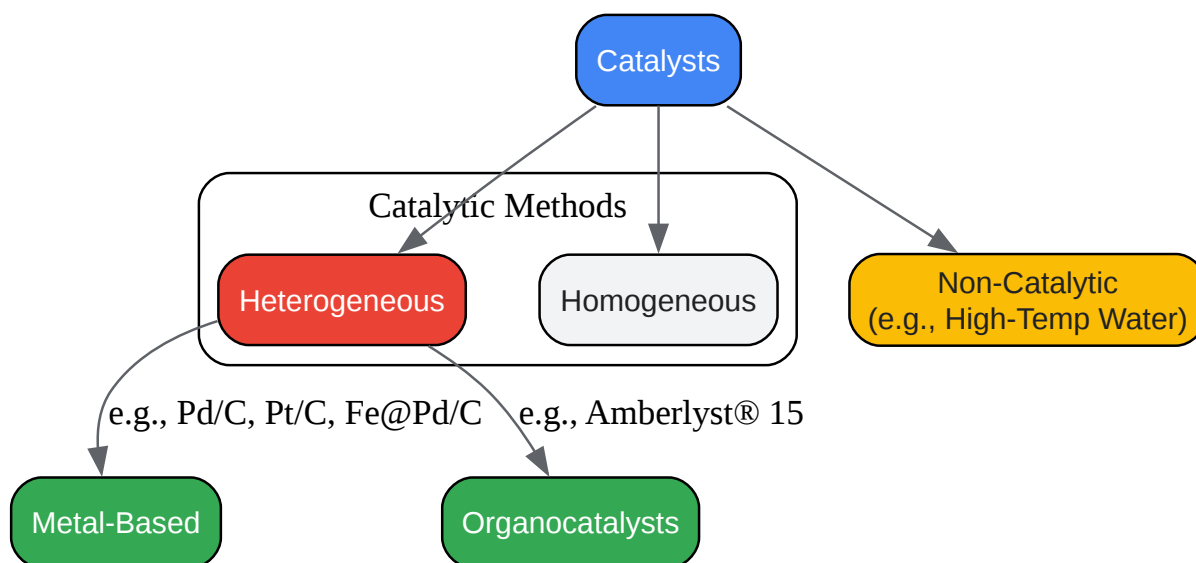 Catalysts
Catalytic Methods
Heterogeneous
Homogeneous
Non-Catalytic
(e.g., High-Temp Water)
e.g., Pd/C, Pt/C, Fe@Pd/C
e.g., Amberlyst® 15
Metal-Based
Organocatalysts